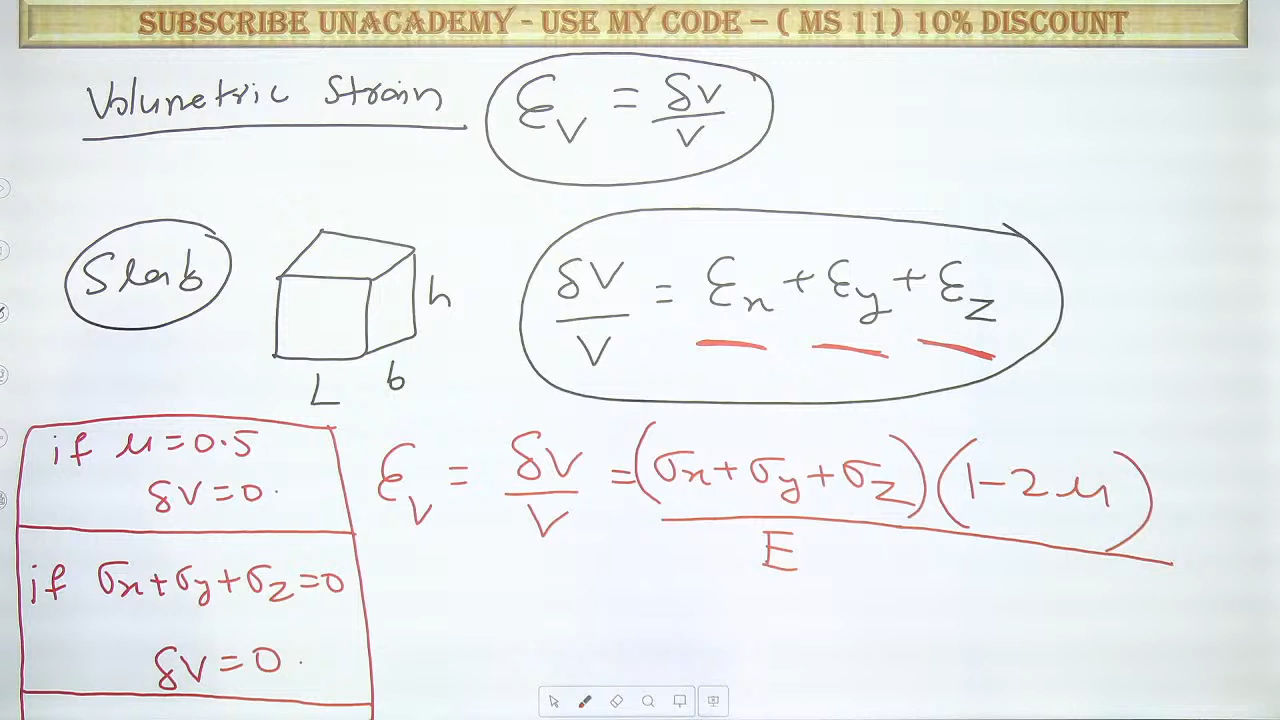 SUBSCRIBE UNACADEMY - USE MY CODE – ( MS 11) 10% DISCOUNT
Volumetric Strain εv = δV/V
Slab
h
b
L
δV/V = εx + εy + εz
if μ=0.5
δV=0.
εv = δV/V = (σx+σy+σz)(1-2μ)/E
if σx+σy+σz=0
δV=0.